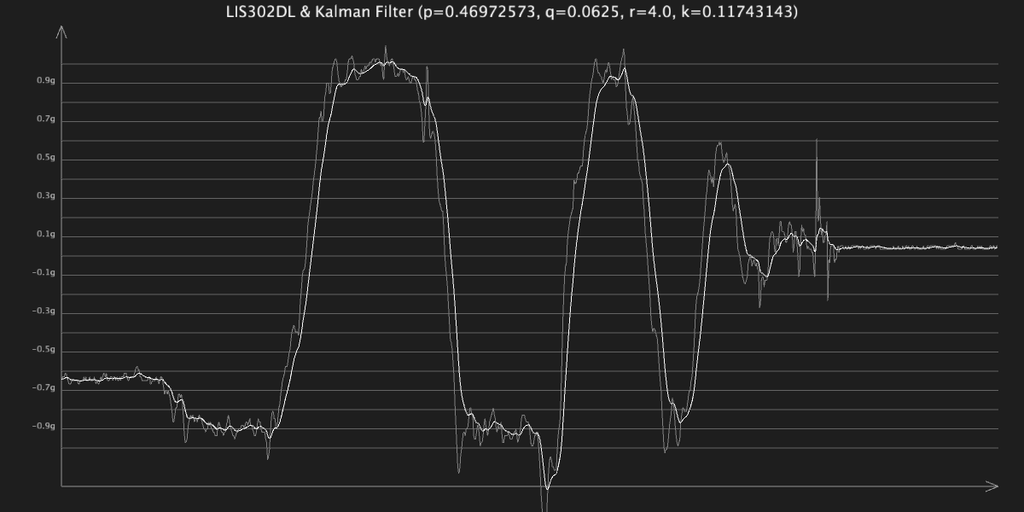 LIS302DL & Kalman Filter (p=0.46972573, q=0.0625, r=4.0, k=0.11743143)
0.9g
0.7g
0.5g
0.3g
0.1g
-0.1g
-0.3g
-0.5g
-0.7g
-0.9g